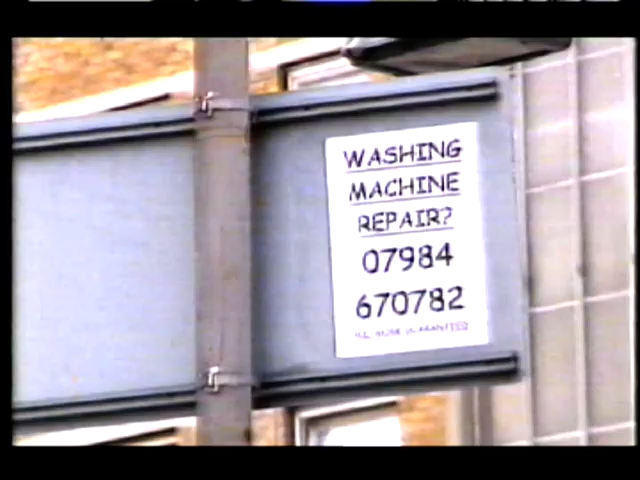 WASHING
MACHINE
REPAIR?
07984
670782
ALL WORK GUARANTEED